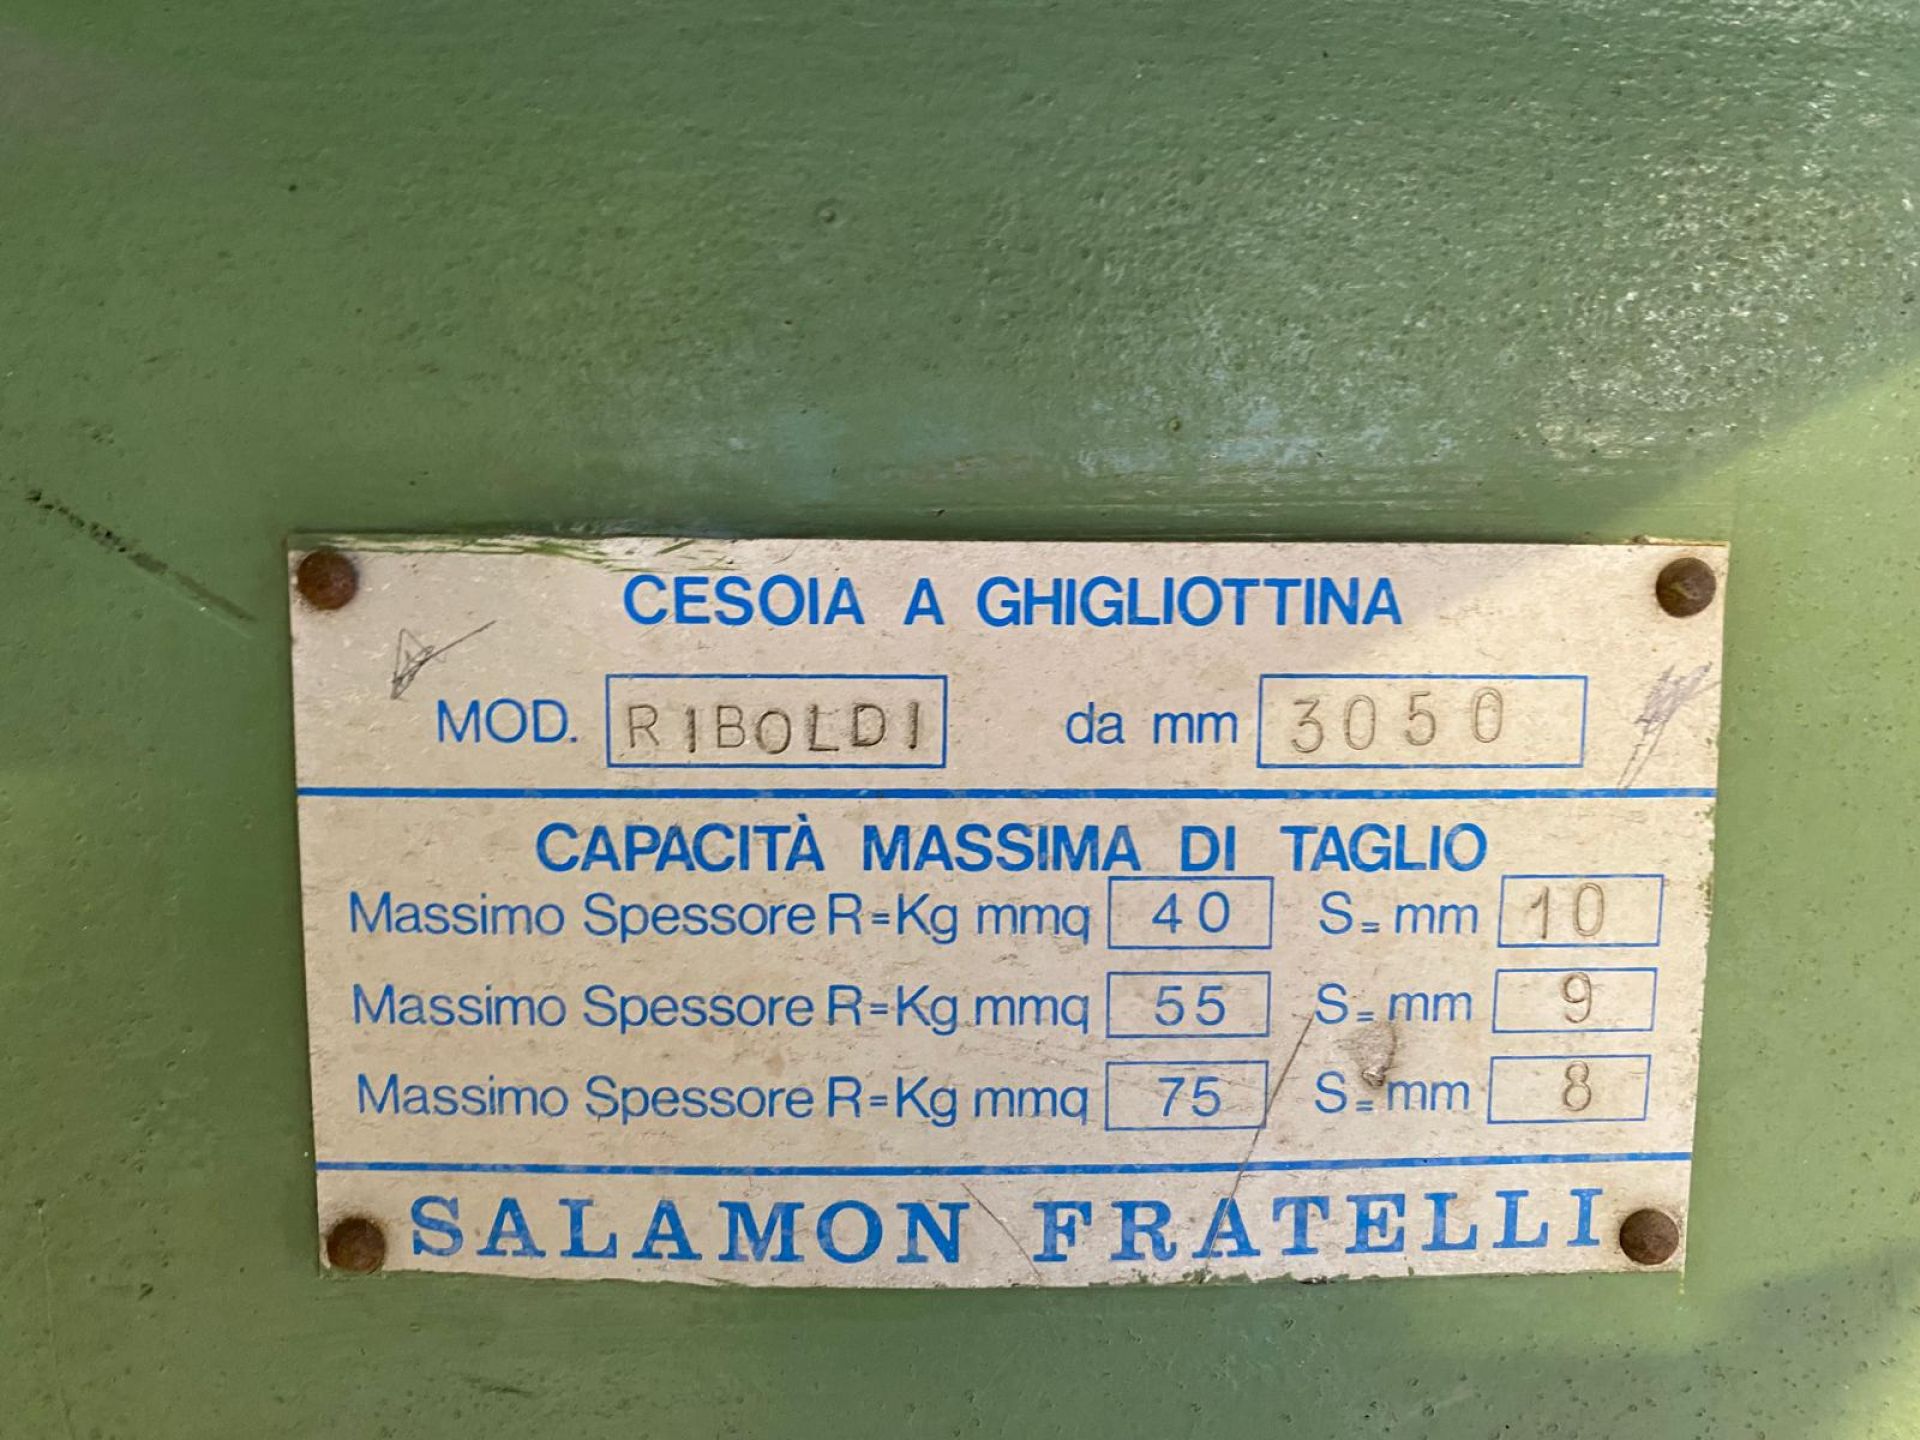 CESOIA A GHIGLIOTTINA
MOD. RIBOLDI da mm 3050
CAPACITÀ MASSIMA DI TAGLIO
Massimo Spessore R=Kg mmq 40 S= mm 10
Massimo Spessore R=Kg mmq 55 S= mm 9
Massimo Spessore R=Kg mmq 75 S= mm 8
SALAMON FRATELLI